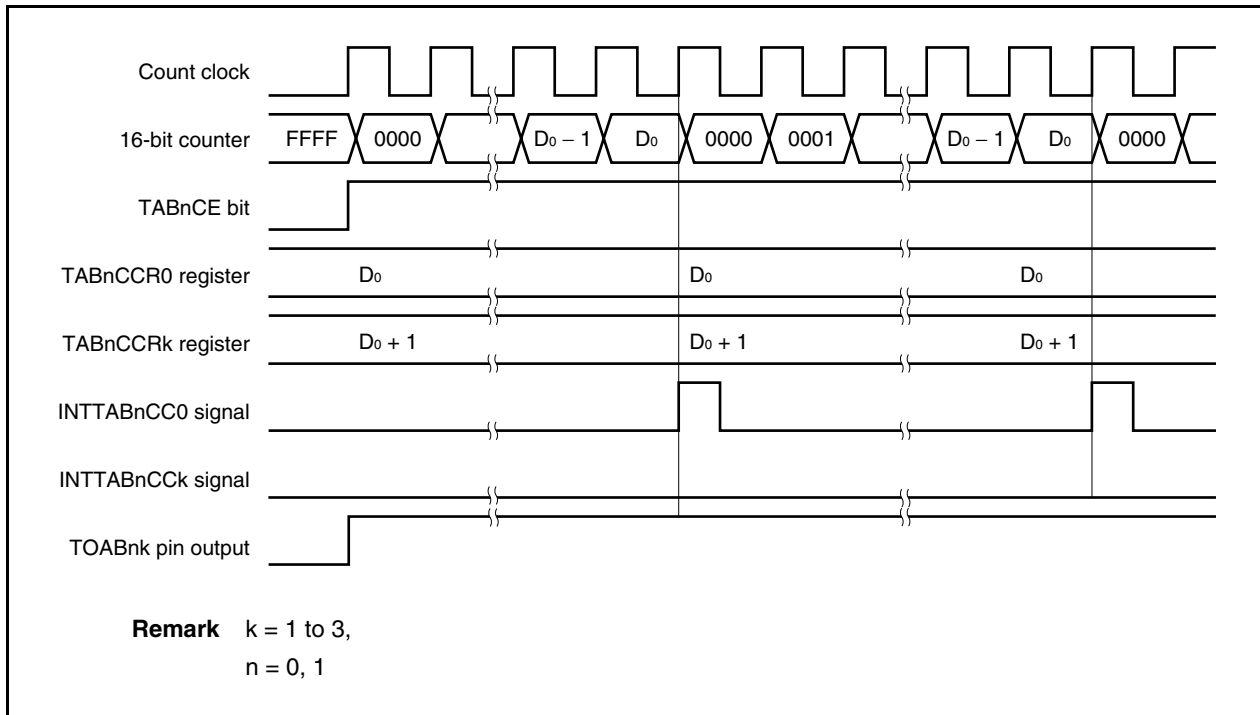 Count clock
16-bit counter FFFF 0000 D₀ − 1 D₀ 0000 0001 D₀ − 1 D₀ 0000
TABnCE bit
TABnCCR0 register D₀ D₀ D₀
TABnCCRk register D₀ + 1 D₀ + 1 D₀ + 1
INTTABnCC0 signal
INTTABnCCk signal
TOABnk pin output
Remark k = 1 to 3,
n = 0, 1